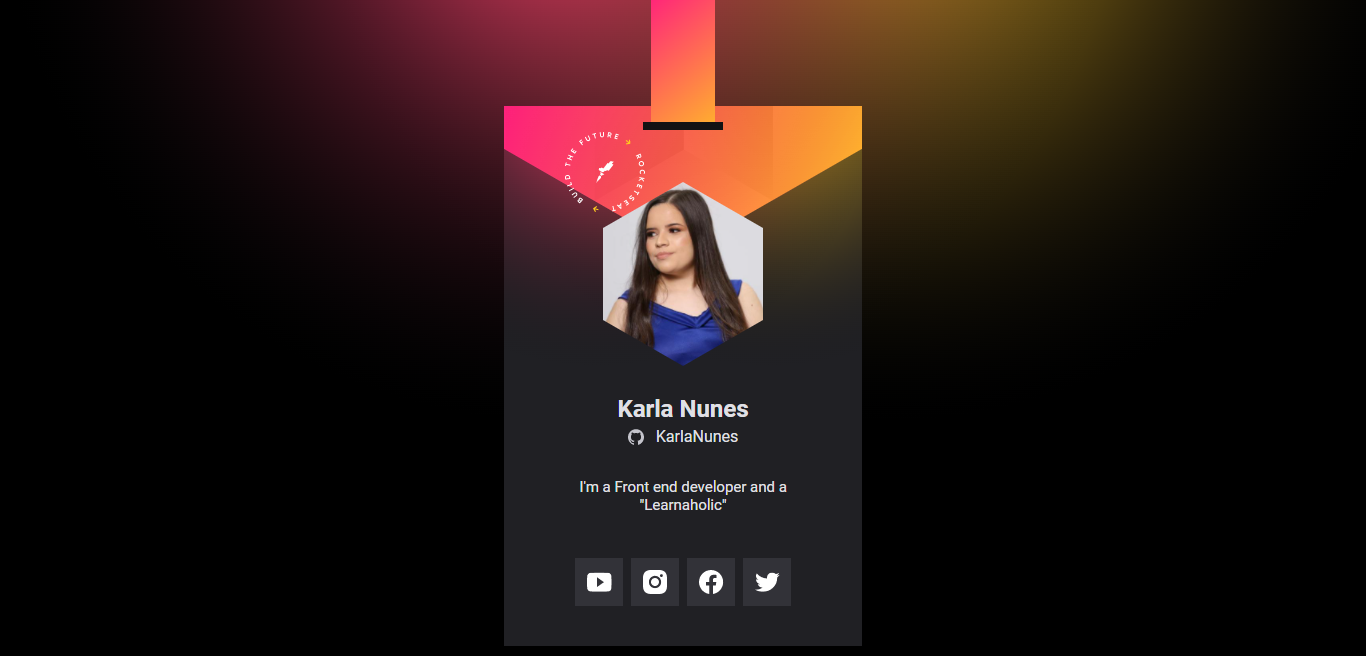 BUILD THE FUTURE → ROCKETSEAT →
Karla Nunes
KarlaNunes
I'm a Front end developer and a
"Learnaholic"